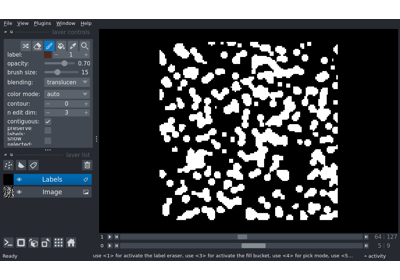 File View Plugins Window Help
layer controls
label: 1
opacity: 0.70
brush size: 15
blending: translucen
color mode: auto
contour: 0
n edit dim: 3
contiguous:
preserve labels:
show selected:
layer list
Labels
Image
1 64 127
0 5 9
Ready use <1> for activate the label eraser, use <3> for activate the fill bucket, use <4> for pick mode, use <5... activity